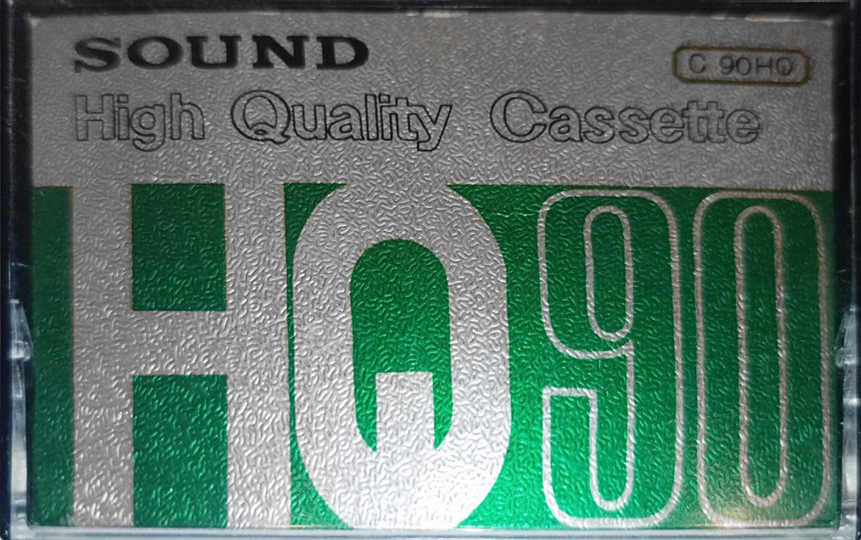 SOUND
C 90HQ
High Quality Cassette
HQ90